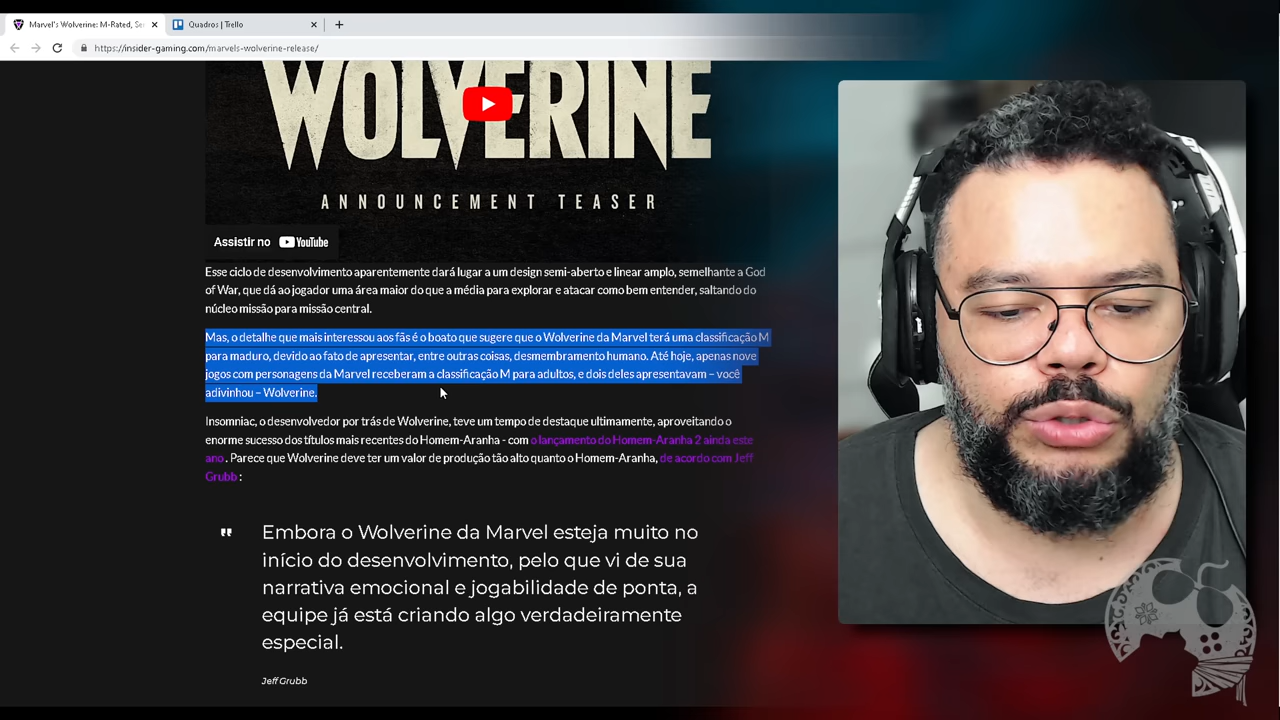 Marvel's Wolverine: M-Rated, Se
Quadros | Trello
https://insider-gaming.com/marvels-wolverine-release/
WOLVERINE
ANNOUNCEMENT TEASER
Assistir no YouTube
Esse ciclo de desenvolvimento aparentemente dará lugar a um design semi-aberto e linear amplo, semelhante a God
of War, que dá ao jogador uma área maior do que a média para explorar e atacar como bem entender, saltando do
núcleo missão para missão central.
Mas, o detalhe que mais interessou aos fãs é o boato que sugere que o Wolverine da Marvel terá uma classificação M
para maduro, devido ao fato de apresentar, entre outras coisas, desmembramento humano. Até hoje, apenas nove
jogos com personagens da Marvel receberam a classificação M para adultos, e dois deles apresentavam – você
adivinhou – Wolverine.
Insomniac, o desenvolvedor por trás de Wolverine, teve um tempo de destaque ultimamente, aproveitando o
enorme sucesso dos títulos mais recentes do Homem-Aranha - com o lançamento do Homem-Aranha 2 ainda este
ano . Parece que Wolverine deve ter um valor de produção tão alto quanto o Homem-Aranha, de acordo com Jeff
Grubb :
" Embora o Wolverine da Marvel esteja muito no
início do desenvolvimento, pelo que vi de sua
narrativa emocional e jogabilidade de ponta, a
equipe já está criando algo verdadeiramente
especial.
Jeff Grubb